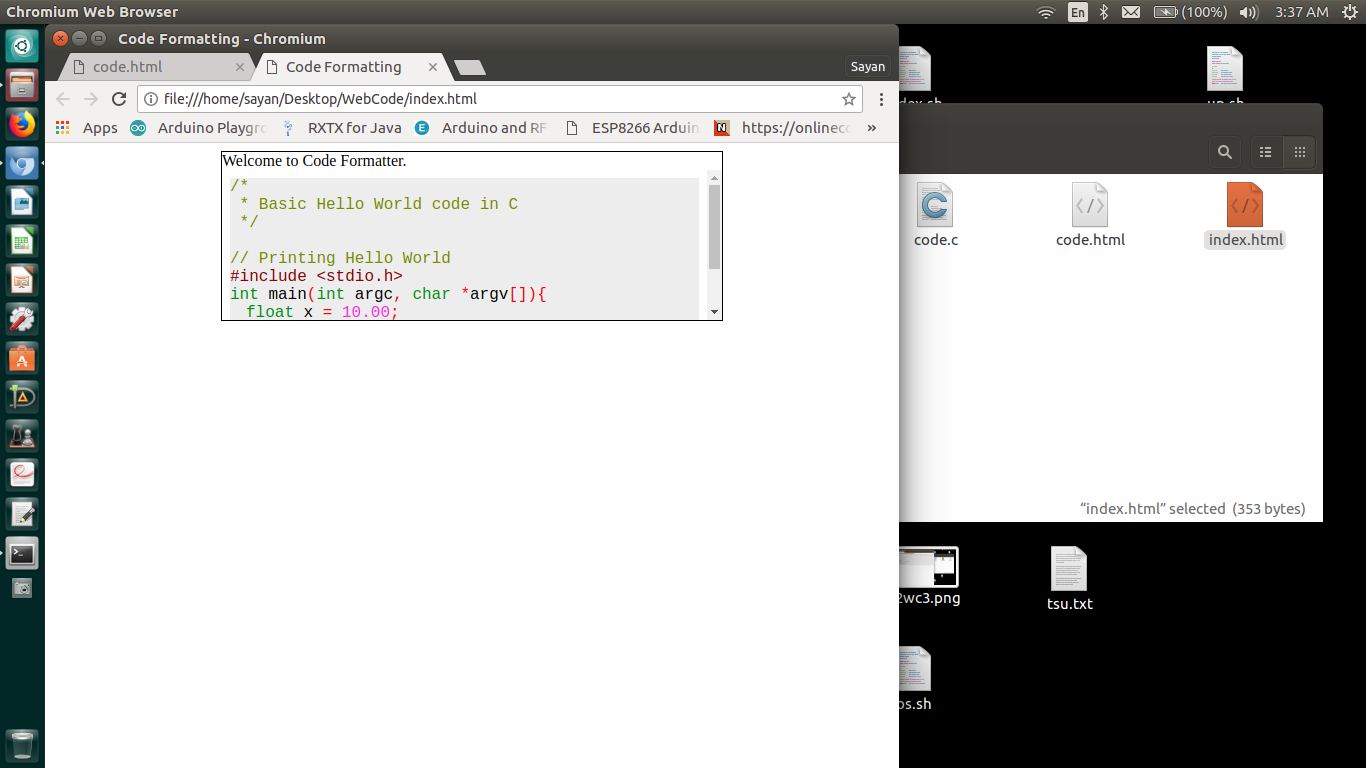 Chromium Web Browser
En
(100%)
3:37 AM
Code Formatting - Chromium
code.html
Code Formatting
Sayan
file:///home/sayan/Desktop/WebCode/index.html
Apps
Arduino Playgro
RXTX for Java
Arduino and RF
ESP8266 Arduin
https://onlinecc
»
Welcome to Code Formatter.
/*
 * Basic Hello World code in C
 */
// Printing Hello World
#include <stdio.h>
int main(int argc, char *argv[]){
float x = 10.00;
code.c
code.html
index.html
“index.html” selected (353 bytes)
2wc3.png
tsu.txt
os.sh